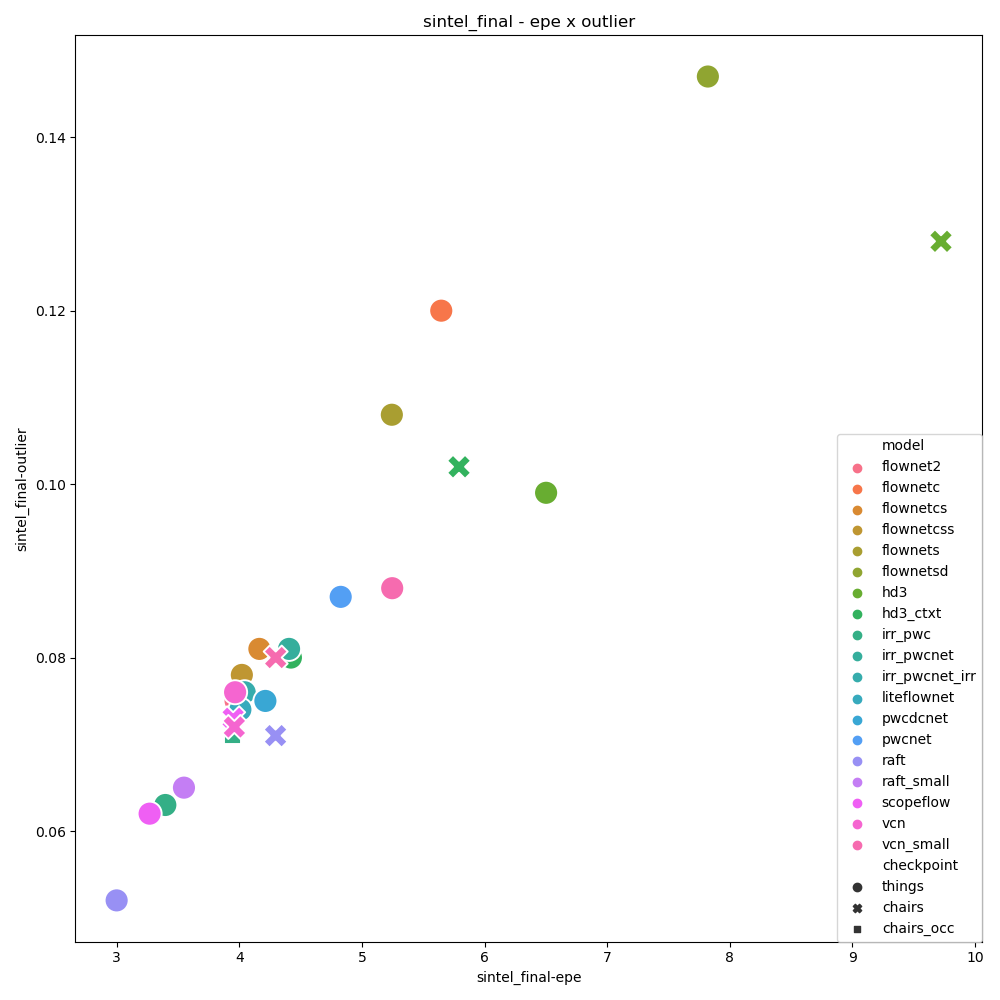 sintel_final - epe x outlier
0.14
0.12
0.10
0.08
0.06
sintel_final-outlier
model
flownet2
flownetc
flownetcs
flownetcss
flownets
flownetsd
hd3
hd3_ctxt
irr_pwc
irr_pwcnet
irr_pwcnet_irr
liteflownet
pwcdcnet
pwcnet
raft
raft_small
scopeflow
vcn
vcn_small
checkpoint
things
chairs
chairs_occ
3 4 5 6 7 8 9 10
sintel_final-epe